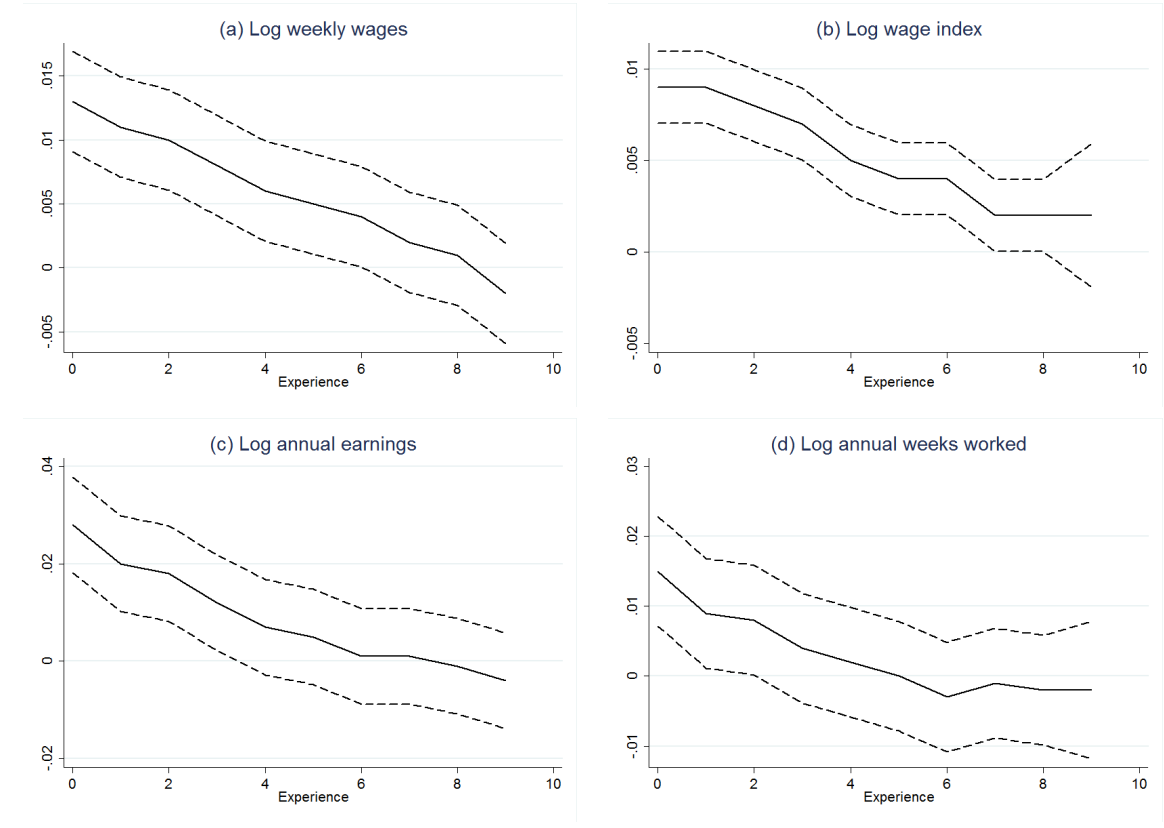 (a) Log weekly wages
.015
.01
.005
0
-.005
0 2 4 6 8 10
Experience
(b) Log wage index
.01
.005
0
-.005
0 2 4 6 8 10
Experience
(c) Log annual earnings
.04
.02
0
-.02
0 2 4 6 8 10
Experience
(d) Log annual weeks worked
.03
.02
.01
0
-.01
0 2 4 6 8 10
Experience